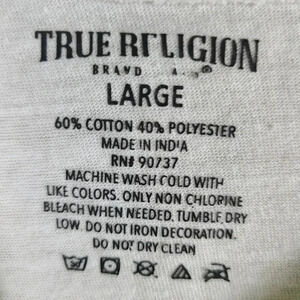 TRUE RELIGION
BRAND
LARGE
60% COTTON 40% POLYESTER
MADE IN INDIA
RN# 90737
MACHINE WASH COLD WITH
LIKE COLORS. ONLY NON CHLORINE
BLEACH WHEN NEEDED. TUMBLE DRY
LOW. DO NOT IRON DECORATION.
DO NOT DRY CLEAN